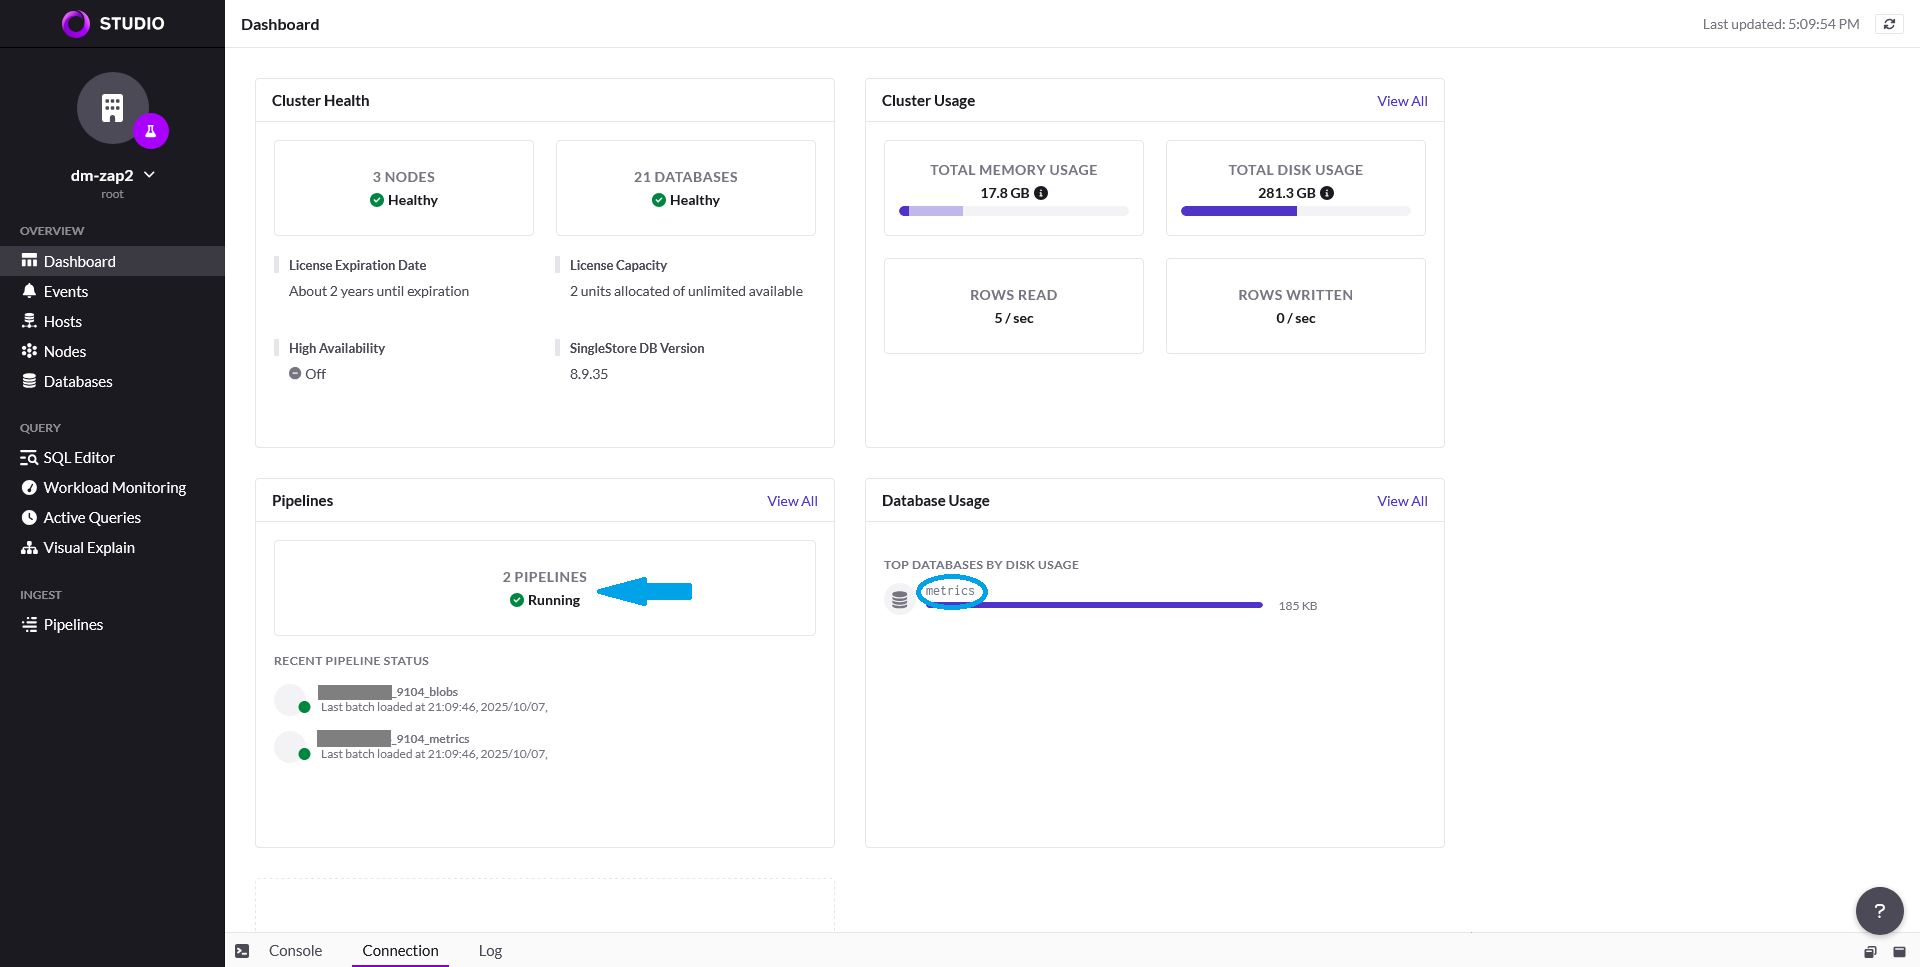 STUDIO
dm-zap2
root
OVERVIEW
Dashboard
Events
Hosts
Nodes
Databases
QUERY
SQL Editor
Workload Monitoring
Active Queries
Visual Explain
INGEST
Pipelines
Dashboard
Last updated: 5:09:54 PM
Cluster Health
3 NODES
Healthy
21 DATABASES
Healthy
License Expiration Date
About 2 years until expiration
License Capacity
2 units allocated of unlimited available
High Availability
Off
SingleStore DB Version
8.9.35
Cluster Usage
View All
TOTAL MEMORY USAGE
17.8 GB
TOTAL DISK USAGE
281.3 GB
ROWS READ
5 / sec
ROWS WRITTEN
0 / sec
Pipelines
View All
2 PIPELINES
Running
RECENT PIPELINE STATUS
_9104_blobs
Last batch loaded at 21:09:46, 2025/10/07,
_9104_metrics
Last batch loaded at 21:09:46, 2025/10/07,
Database Usage
View All
TOP DATABASES BY DISK USAGE
metrics
185 KB
?
Console
Connection
Log